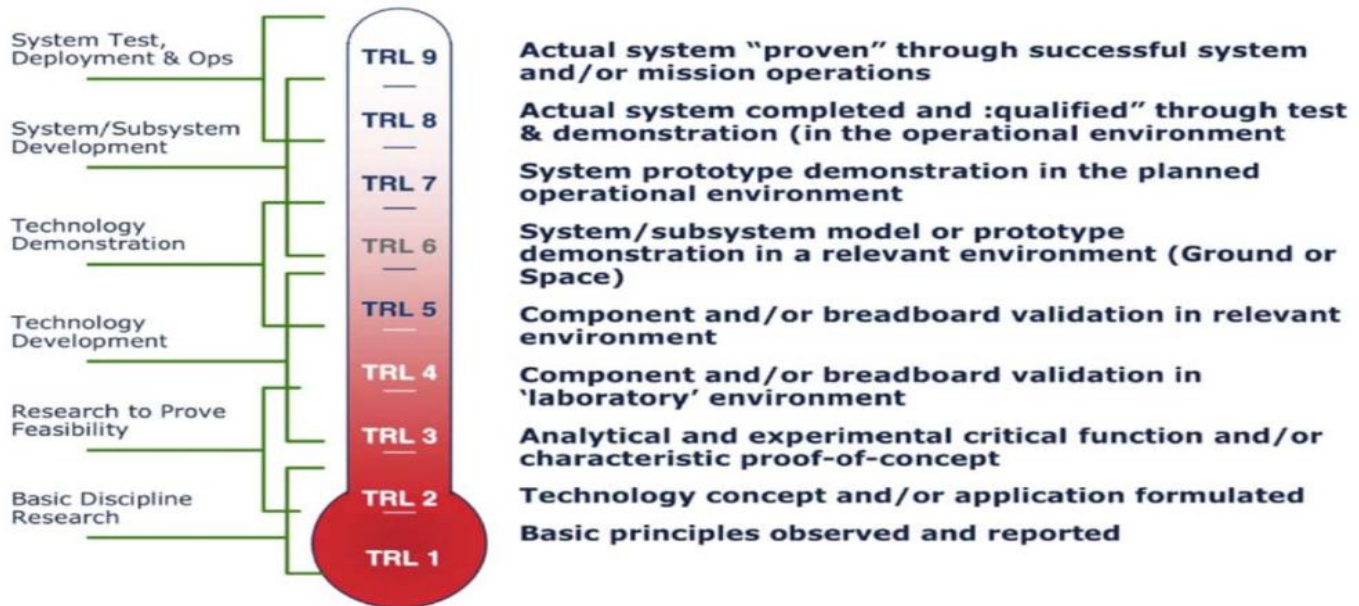 System Test,
Deployment & Ops
System/Subsystem
Development
Technology
Demonstration
Technology
Development
Research to Prove
Feasibility
Basic Discipline
Research
TRL 9
TRL 8
TRL 7
TRL 6
TRL 5
TRL 4
TRL 3
TRL 2
TRL 1
Actual system “proven” through successful system
and/or mission operations
Actual system completed and :qualified” through test
& demonstration (in the operational environment
System prototype demonstration in the planned
operational environment
System/subsystem model or prototype
demonstration in a relevant environment (Ground or
Space)
Component and/or breadboard validation in relevant
environment
Component and/or breadboard validation in
‘laboratory’ environment
Analytical and experimental critical function and/or
characteristic proof-of-concept
Technology concept and/or application formulated
Basic principles observed and reported